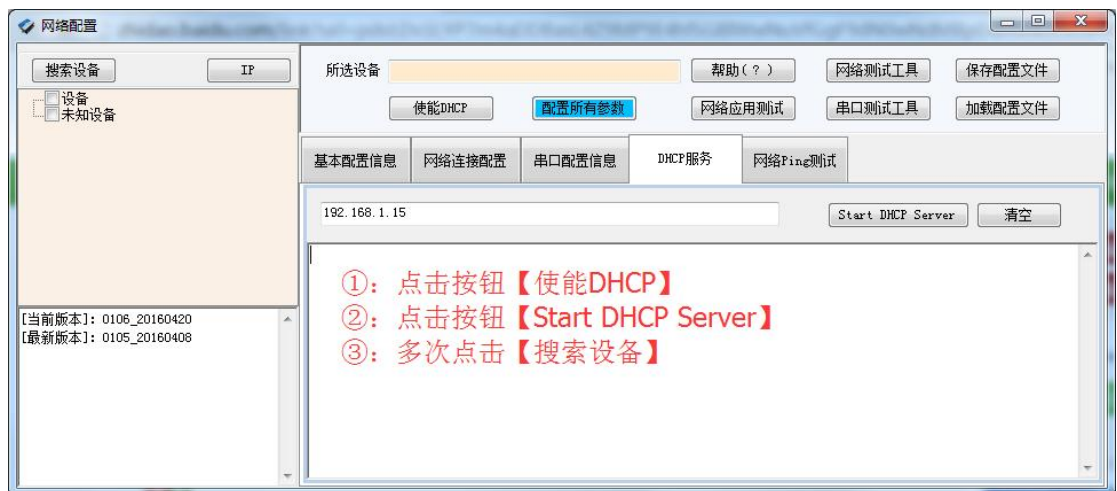 网络配置
搜索设备 IP
设备
未知设备
所选设备 帮助(?) 网络测试工具 保存配置文件
使能DHCP 配置所有参数 网络应用测试 串口测试工具 加载配置文件
基本配置信息 网络连接配置 串口配置信息 DHCP服务 网络Ping测试
192.168.1.15 Start DHCP Server 清空
①：点击按钮【使能DHCP】
②：点击按钮【Start DHCP Server】
③：多次点击【搜索设备】
[当前版本]：0106_20160420
[最新版本]：0105_20160408